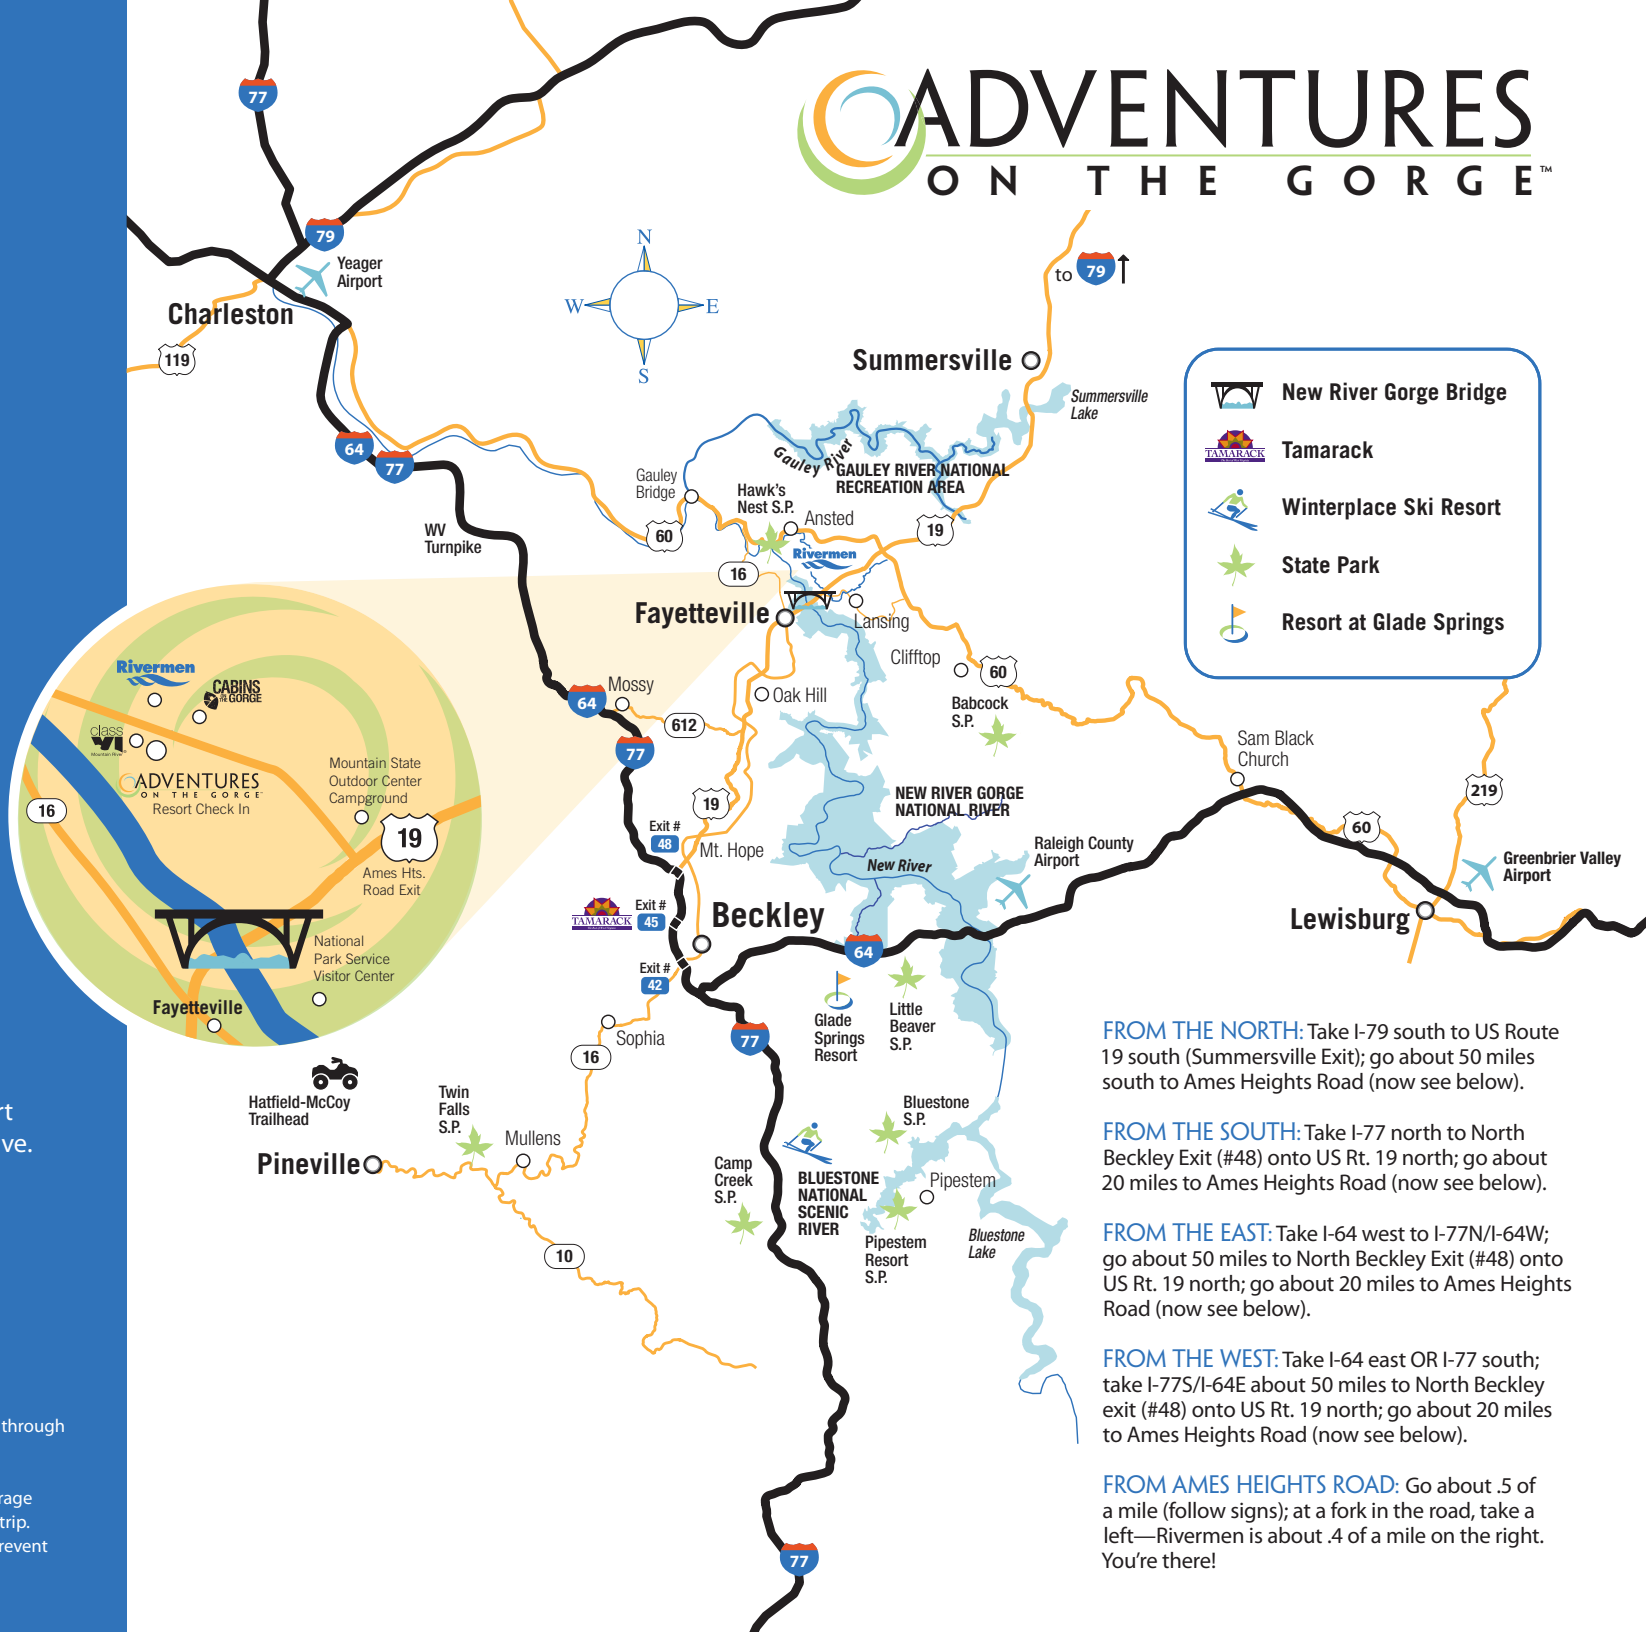 ADVENTURES
ON THE GORGE™
77
79
Yeager
Airport
Charleston
119
N
W
E
S
to 79
Summersville
Summersville
Lake
New River Gorge Bridge
TAMARACK
Tamarack
Winterplace Ski Resort
State Park
Resort at Glade Springs
64
77
Gauley River
GAULEY RIVER NATIONAL
RECREATION AREA
Gauley
Bridge
Hawk's
Nest S.P.
Ansted
60
19
WV
Turnpike
Rivermen
16
Fayetteville
Lansing
Clifftop
60
Babcock
S.P.
64
Mossy
Oak Hill
612
77
Sam Black
Church
219
Rivermen
CABINS
GORGE
class
VI
Mountain River
ADVENTURES
ON THE GORGE
Resort Check In
Mountain State
Outdoor Center
Campground
16
19
Ames Hts.
Road Exit
National
Park Service
Visitor Center
Fayetteville
19
NEW RIVER GORGE
NATIONAL RIVER
60
Exit #
48
Mt. Hope
New River
Raleigh County
Airport
Greenbrier Valley
Airport
TAMARACK
Exit #
45
Beckley
Lewisburg
64
Exit #
42
Glade
Springs
Resort
Little
Beaver
S.P.
Sophia
77
16
Hatfield-McCoy
Trailhead
Twin
Falls
S.P.
Mullens
Pineville
Bluestone
S.P.
Camp
Creek
S.P.
BLUESTONE
NATIONAL
SCENIC
RIVER
Pipestem
Pipestem
Resort
S.P.
Bluestone
Lake
10
77
FROM THE NORTH: Take I-79 south to US Route
19 south (Summersville Exit); go about 50 miles
south to Ames Heights Road (now see below).
FROM THE SOUTH: Take I-77 north to North
Beckley Exit (#48) onto US Rt. 19 north; go about
20 miles to Ames Heights Road (now see below).
FROM THE EAST: Take I-64 west to I-77N/I-64W;
go about 50 miles to North Beckley Exit (#48) onto
US Rt. 19 north; go about 20 miles to Ames Heights
Road (now see below).
FROM THE WEST: Take I-64 east OR I-77 south;
take I-77S/I-64E about 50 miles to North Beckley
exit (#48) onto US Rt. 19 north; go about 20 miles
to Ames Heights Road (now see below).
FROM AMES HEIGHTS ROAD: Go about .5 of
a mile (follow signs); at a fork in the road, take a
left—Rivermen is about .4 of a mile on the right.
You're there!
rt
ve.
through
rage
trip.
revent